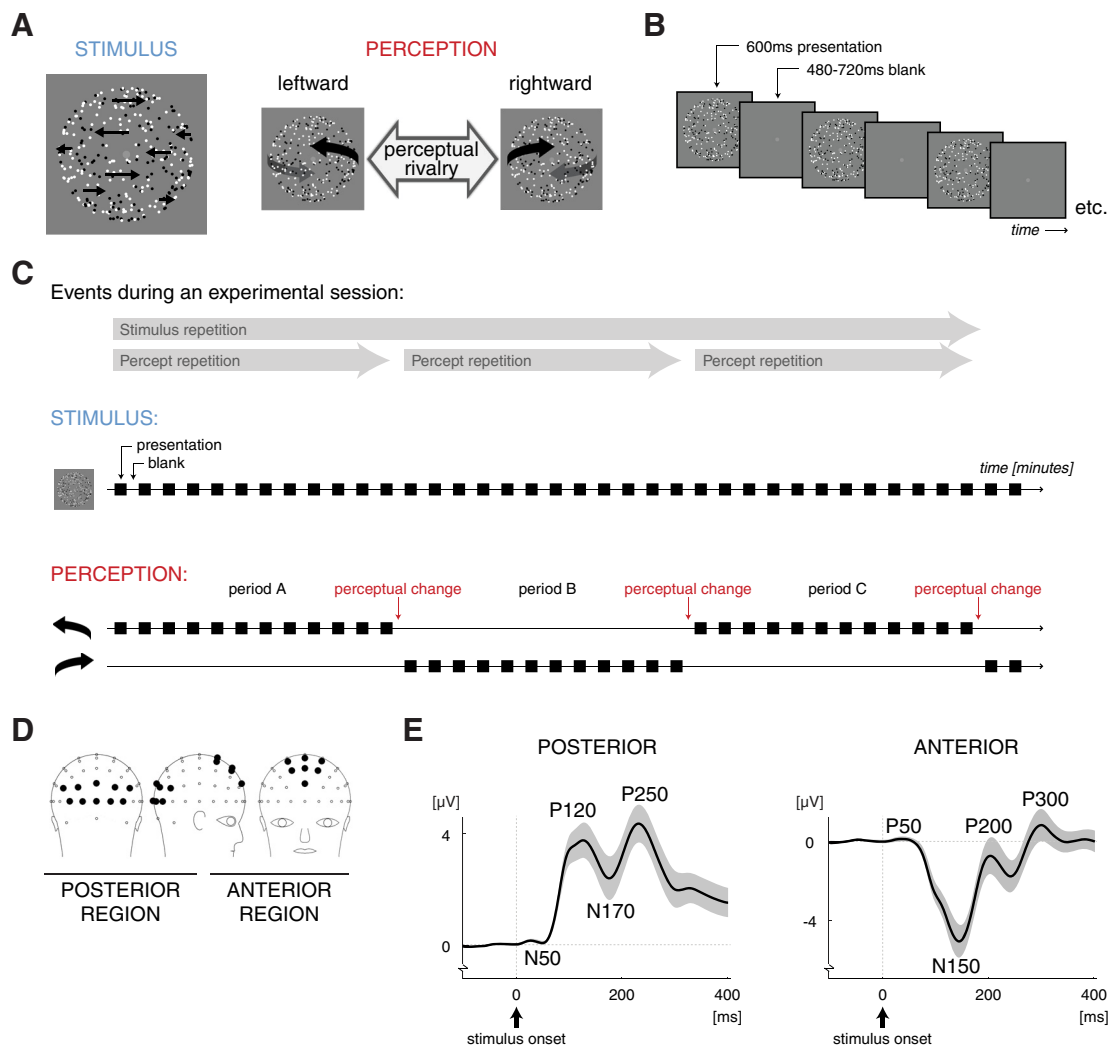 A
STIMULUS
PERCEPTION
leftward
rightward
perceptual
rivalry
B
600ms presentation
480-720ms blank
etc.
time
C
Events during an experimental session:
Stimulus repetition
Percept repetition
Percept repetition
Percept repetition
STIMULUS:
presentation
blank
time [minutes]
PERCEPTION:
period A
perceptual change
period B
perceptual change
period C
perceptual change
D
POSTERIOR
REGION
ANTERIOR
REGION
E
POSTERIOR
[µV]
4
0
P120
P250
N170
N50
0
200
400
[ms]
stimulus onset
ANTERIOR
[µV]
0
-4
P50
P200
P300
N150
0
200
400
[ms]
stimulus onset